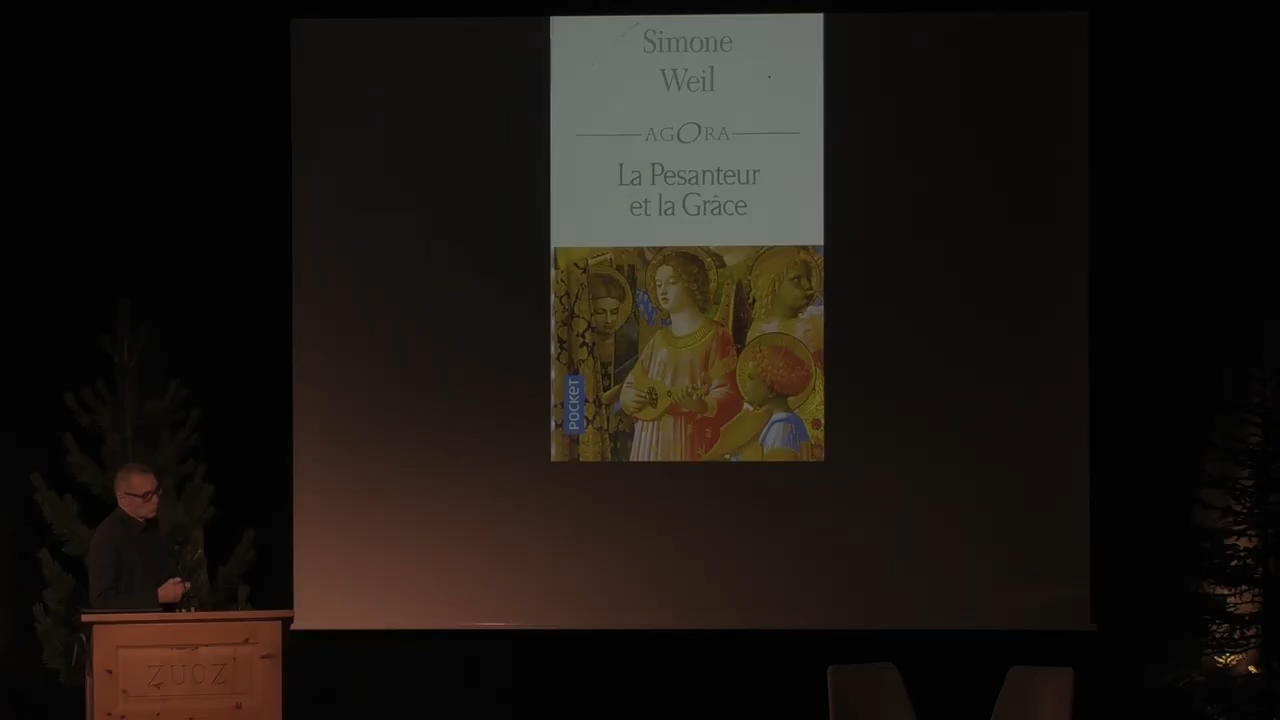 Simone
Weil
AGORA
La Pesanteur
et la Grâce
POCKET
ZUOZ